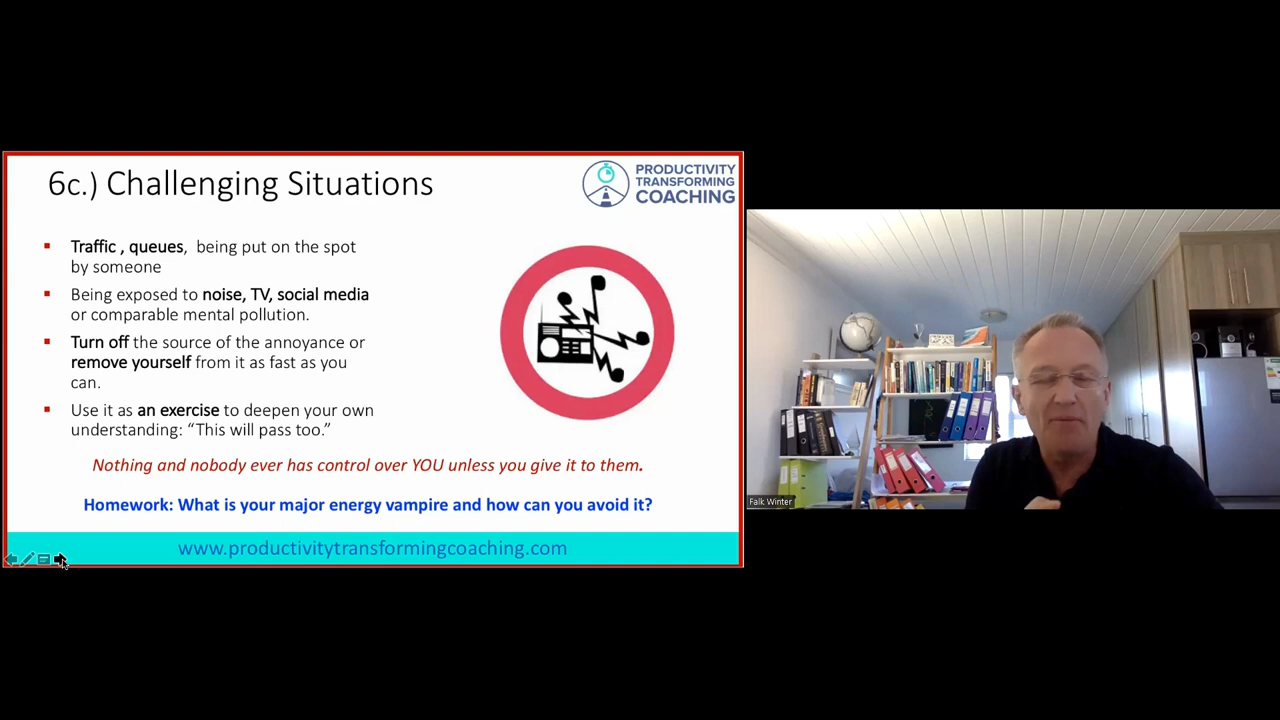 6c.) Challenging Situations
PRODUCTIVITY
TRANSFORMING
COACHING
Traffic , queues, being put on the spot
by someone
Being exposed to noise, TV, social media
or comparable mental pollution.
Turn off the source of the annoyance or
remove yourself from it as fast as you
can.
Use it as an exercise to deepen your own
understanding: “This will pass too.”
Nothing and nobody ever has control over YOU unless you give it to them.
Homework: What is your major energy vampire and how can you avoid it?
www.productivitytransformingcoaching.com
Falk Winter